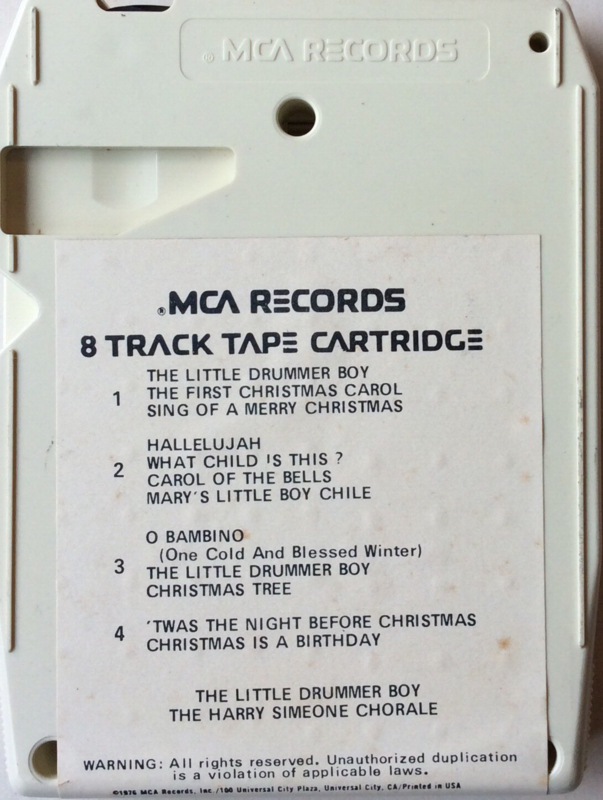 ® MCA RECORDS
® MCA RECORDS
8 TRACK TAPE CARTRIDGE
1
THE LITTLE DRUMMER BOY
THE FIRST CHRISTMAS CAROL
SING OF A MERRY CHRISTMAS
2
HALLELUJAH
WHAT CHILD IS THIS ?
CAROL OF THE BELLS
MARY'S LITTLE BOY CHILE
3
O BAMBINO
(One Cold And Blessed Winter)
THE LITTLE DRUMMER BOY
CHRISTMAS TREE
4
'TWAS THE NIGHT BEFORE CHRISTMAS
CHRISTMAS IS A BIRTHDAY
THE LITTLE DRUMMER BOY
THE HARRY SIMEONE CHORALE
WARNING: All rights reserved. Unauthorized duplication
is a violation of applicable laws.
©1976 MCA Records, Inc./100 Universal City Plaza, Universal City, CA/Printed in USA